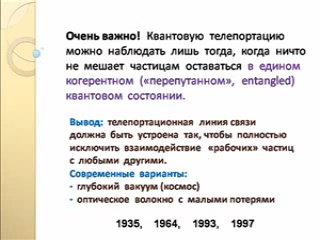 Очень важно! Квантовую телепортацию
можно наблюдать лишь тогда, когда ничто
не мешает частицам оставаться в едином
когерентном («перепутанном», entangled)
квантовом состоянии.
Вывод: телепортационная линия связи
должна быть устроена так, чтобы полностью
исключить взаимодействие «рабочих» частиц
с любыми другими.
Современные варианты:
- глубокий вакуум (космос)
- оптическое волокно с малыми потерями
1935, 1964, 1993, 1997